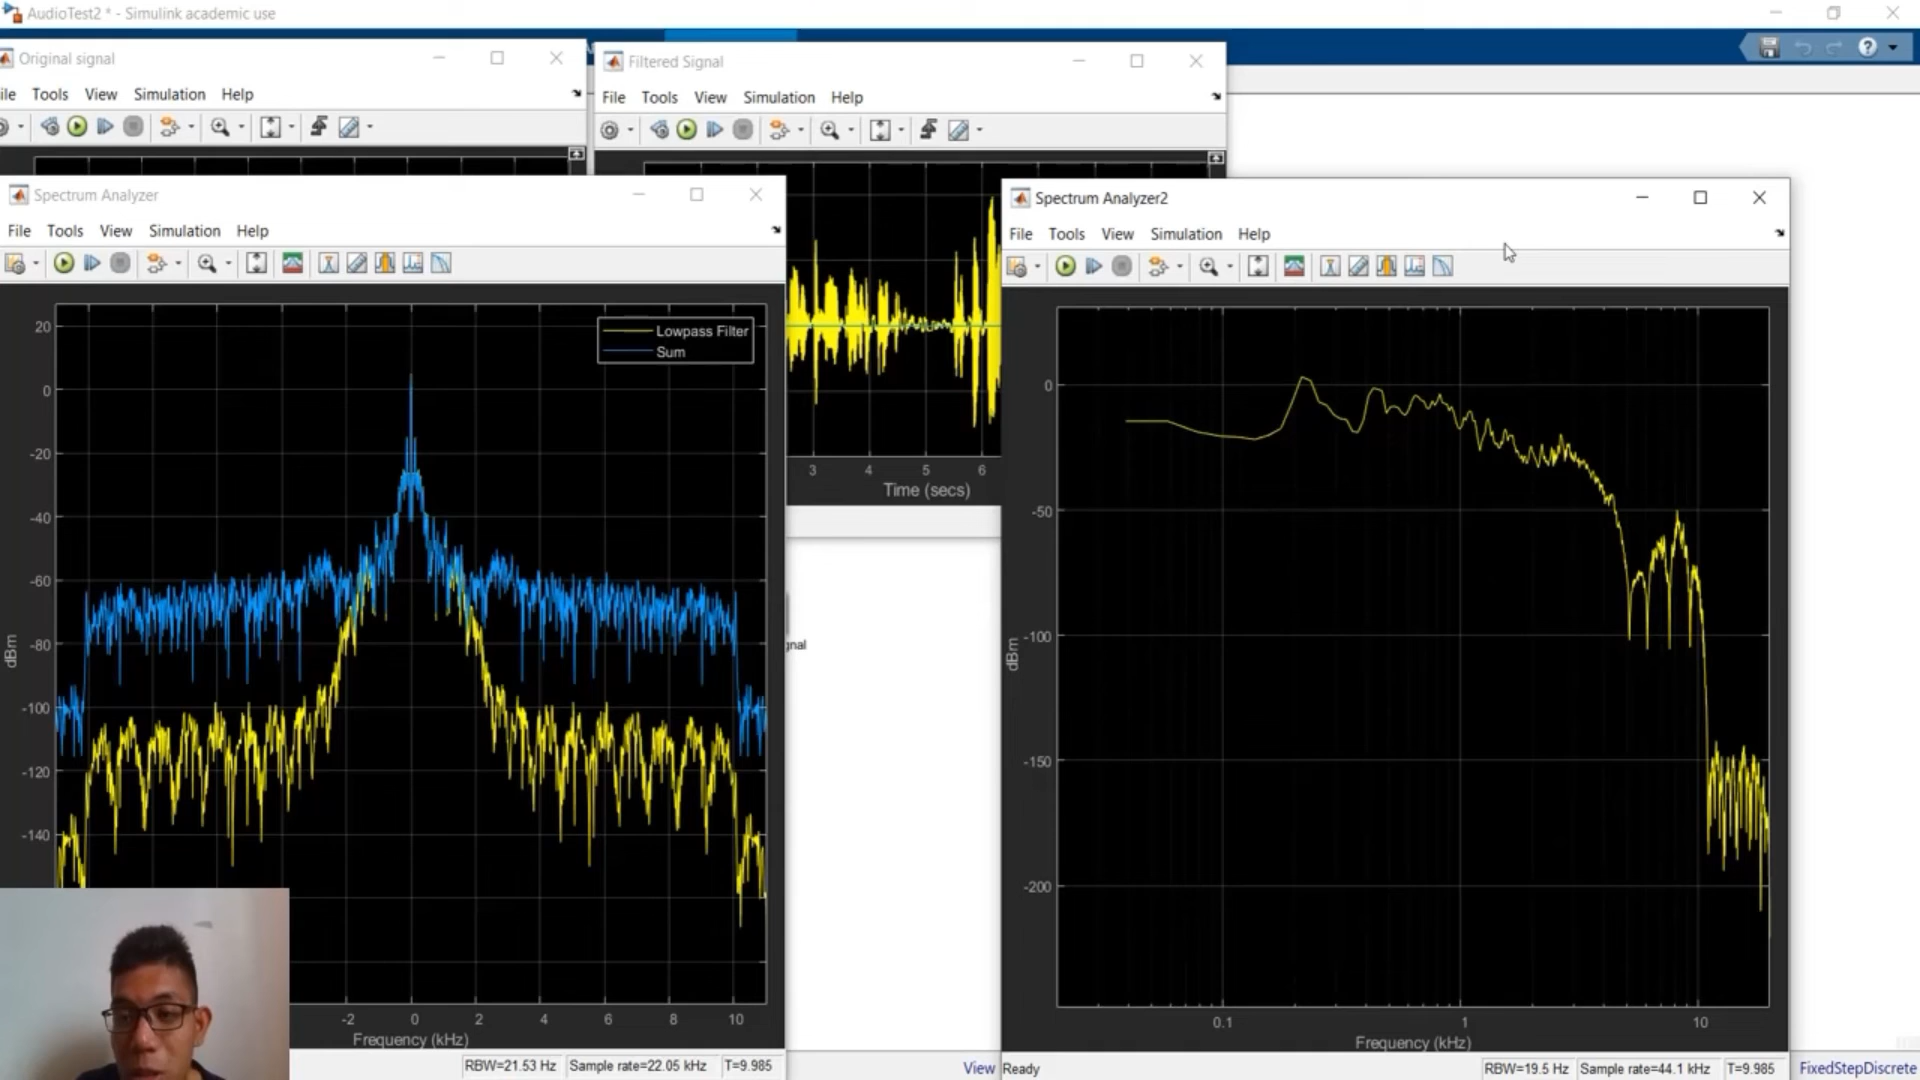 AudioTest2 * - Simulink academic use
Original signal
ile Tools View Simulation Help
Filtered Signal
File Tools View Simulation Help
3 4 5 6
Time (secs)
gnal
View
Spectrum Analyzer
File Tools View Simulation Help
Lowpass Filter
Sum
20
0
-20
-40
-60
-80
-100
-120
-140
dBm
-2 0 2 4 6 8 10
Frequency (kHz)
RBW=21.53 Hz Sample rate=22.05 kHz T=9.985
Spectrum Analyzer2
File Tools View Simulation Help
0
-50
-100
-150
-200
dBm
0.1 1 10
Frequency (kHz)
Ready RBW=19.5 Hz Sample rate=44.1 kHz T=9.985
FixedStepDiscrete